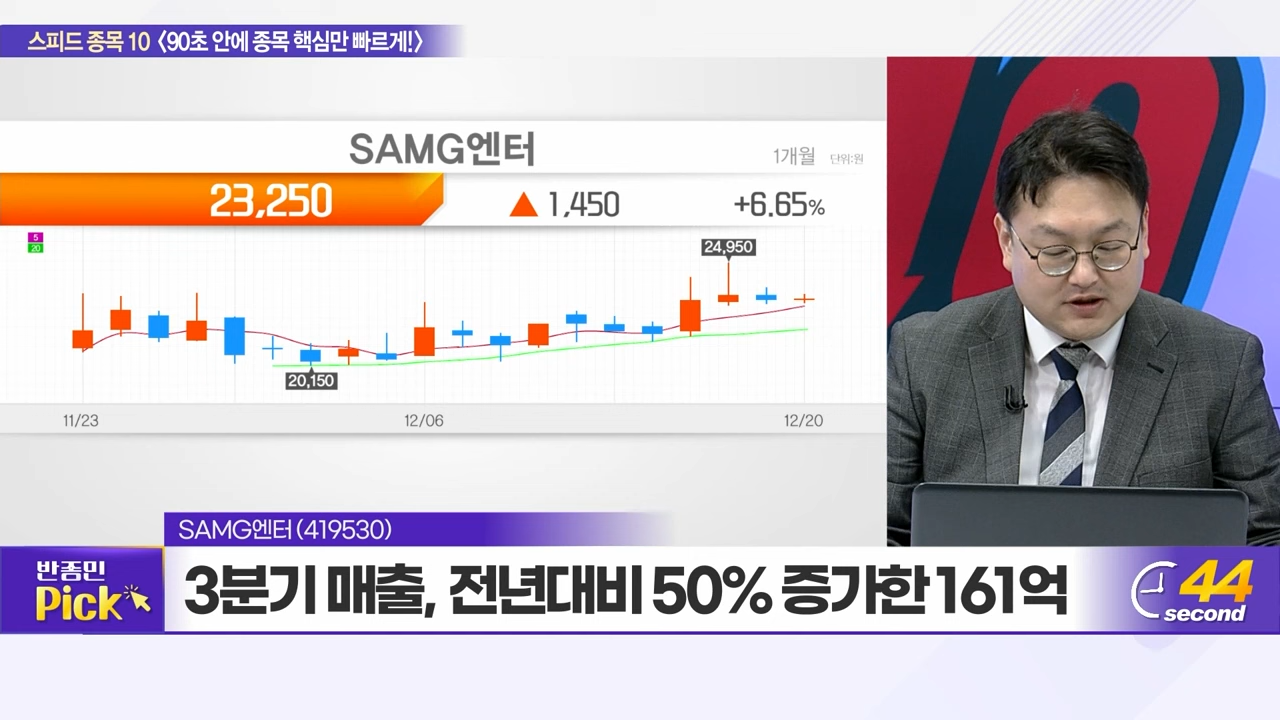 스피드 종목 10 〈90초 안에 종목 핵심만 빠르게!〉
SAMG엔터
1개월 단위:원
23,250 ▲ 1,450 +6.65%
5
20
24,950
20,150
11/23 12/06 12/20
SAMG엔터 (419530)
반종민
Pick
3분기 매출, 전년대비 50% 증가한 161억
44
second